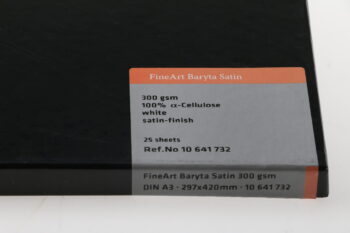 FineArt Baryta Satin
300 gsm
100% α-Cellulose
white
satin-finish
25 sheets
Ref.No 10 641 732
FineArt Baryta Satin 300 gsm
DIN A3 · 297x420mm · 10 641 732